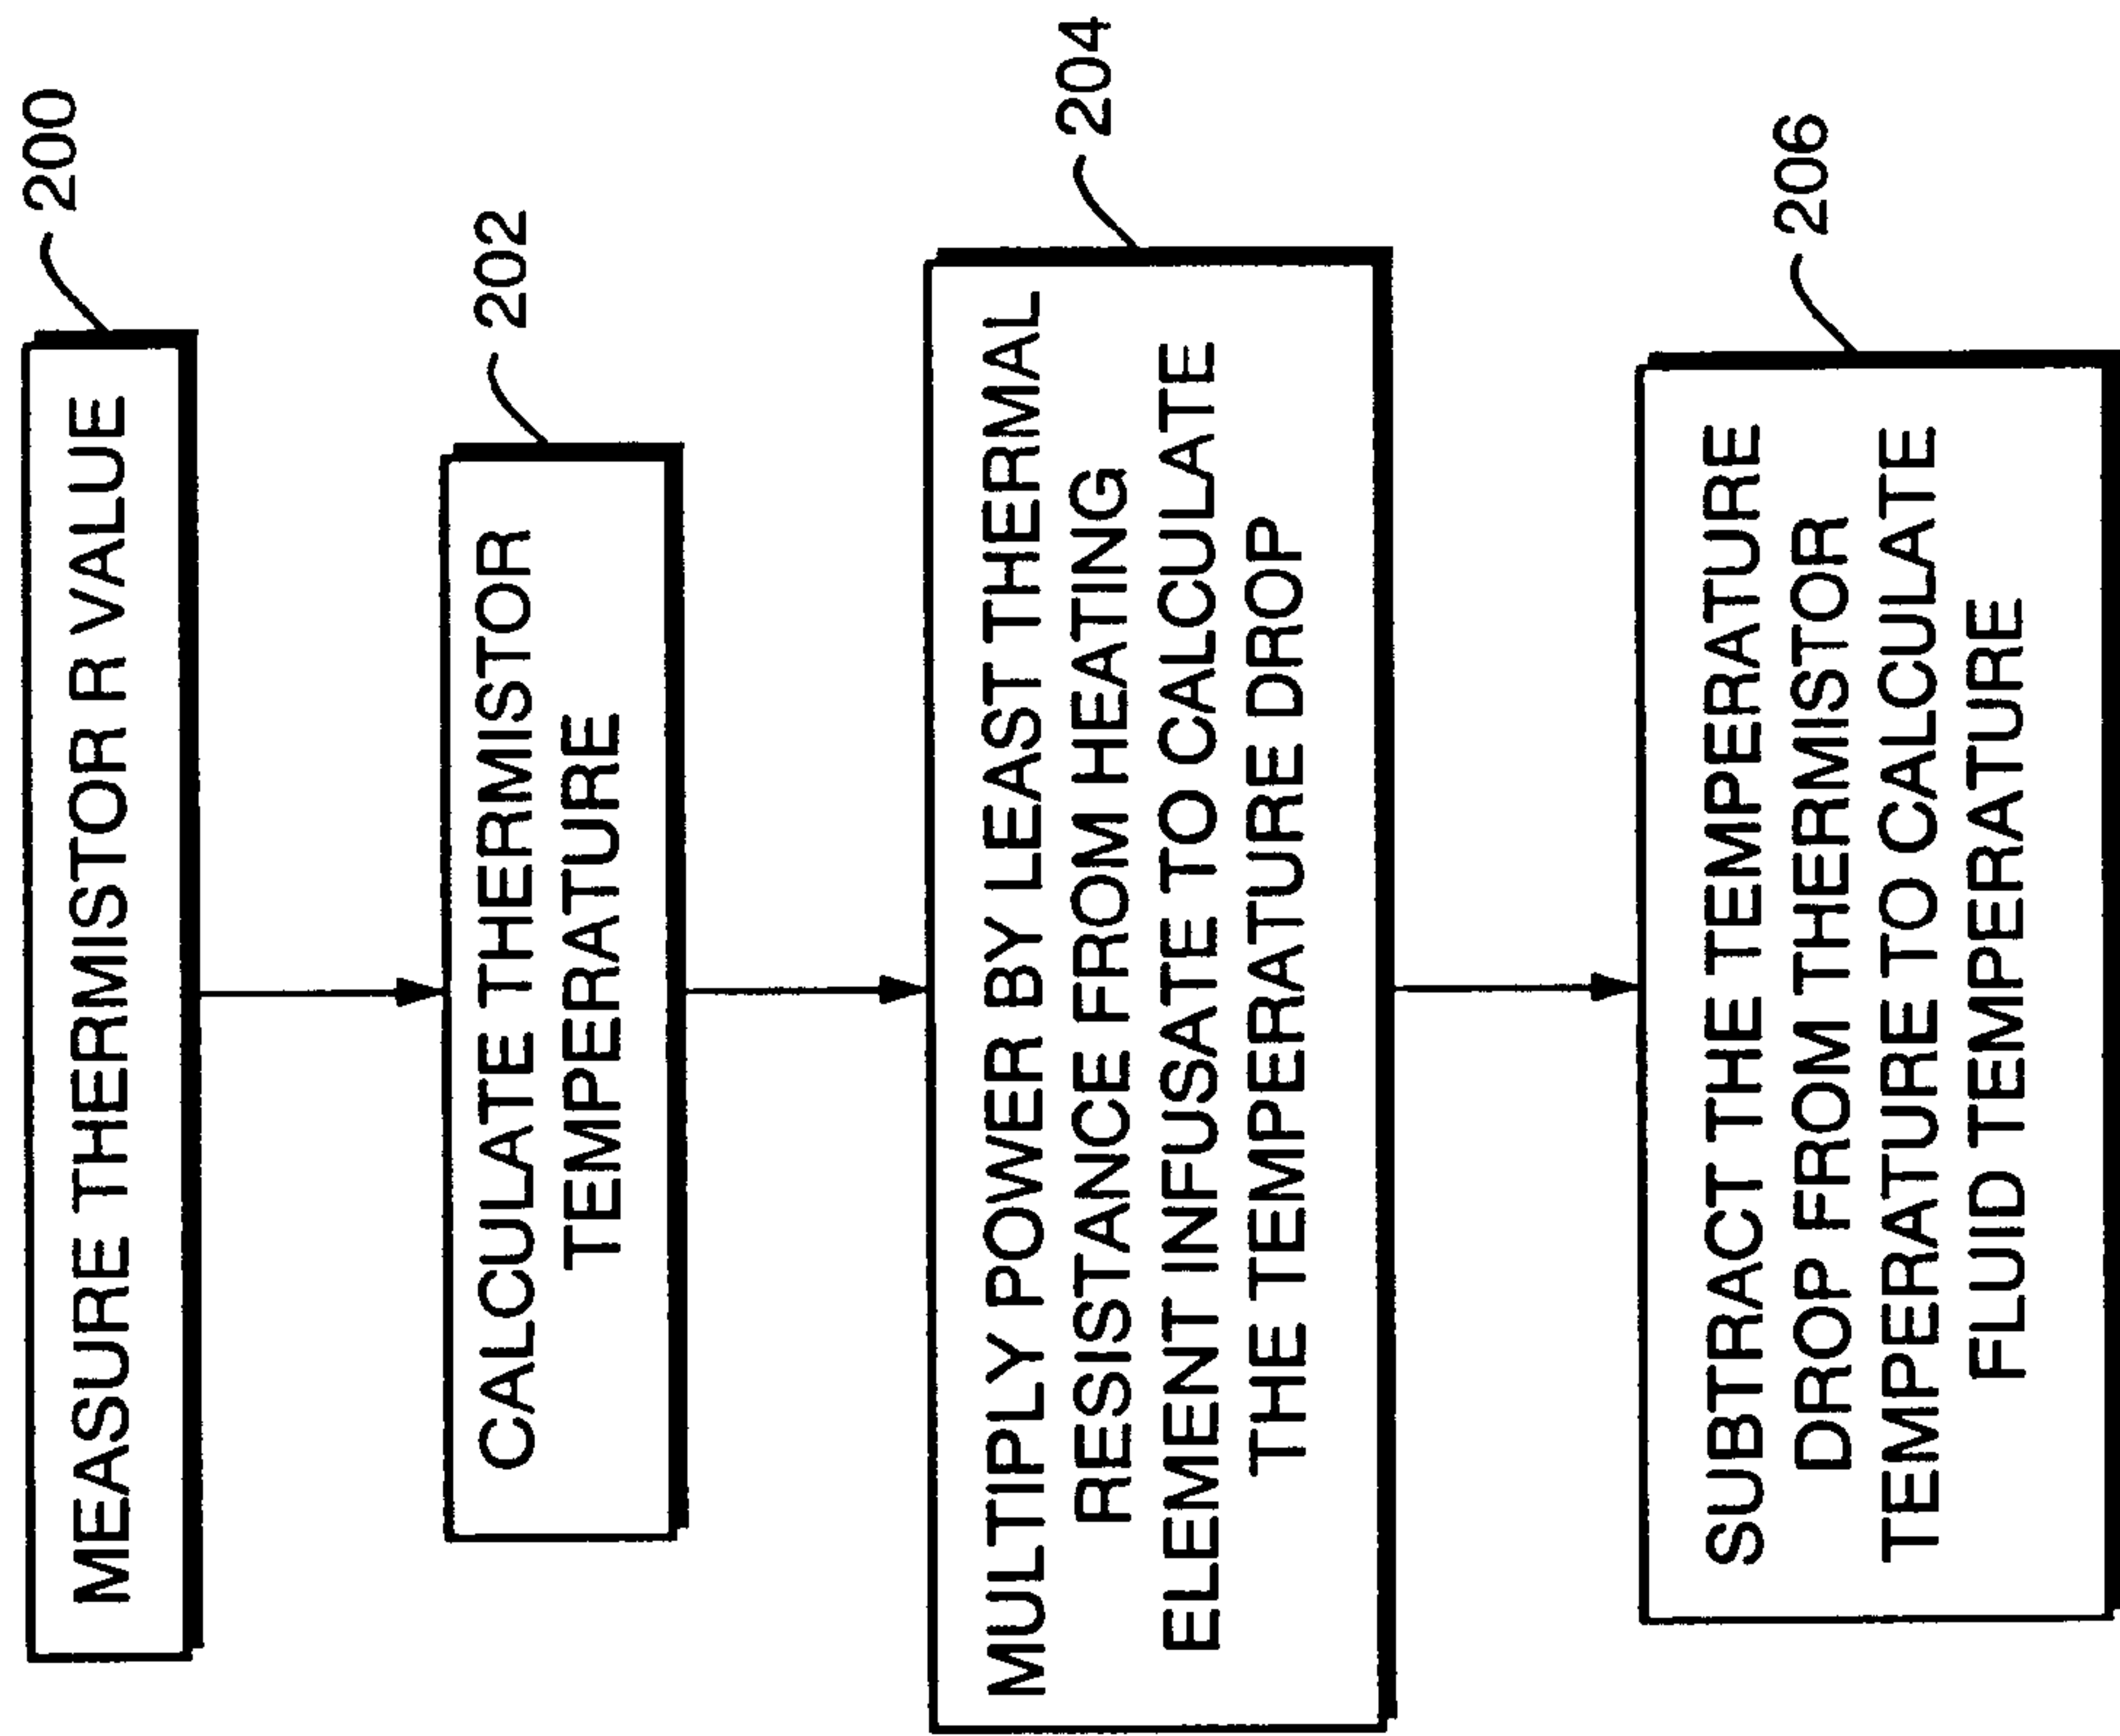 200
MEASURE THERMISTOR R VALUE
202
CALCULATE THERMISTOR
TEMPERATURE
204
MULTIPLY POWER BY LEAST THERMAL
RESISTANCE FROM HEATING
ELEMENT INFUSATE TO CALCULATE
THE TEMPERATURE DROP
206
SUBTRACT THE TEMPERATURE
DROP FROM THERMISTOR
TEMPERATURE TO CALCULATE
FLUID TEMPERATURE